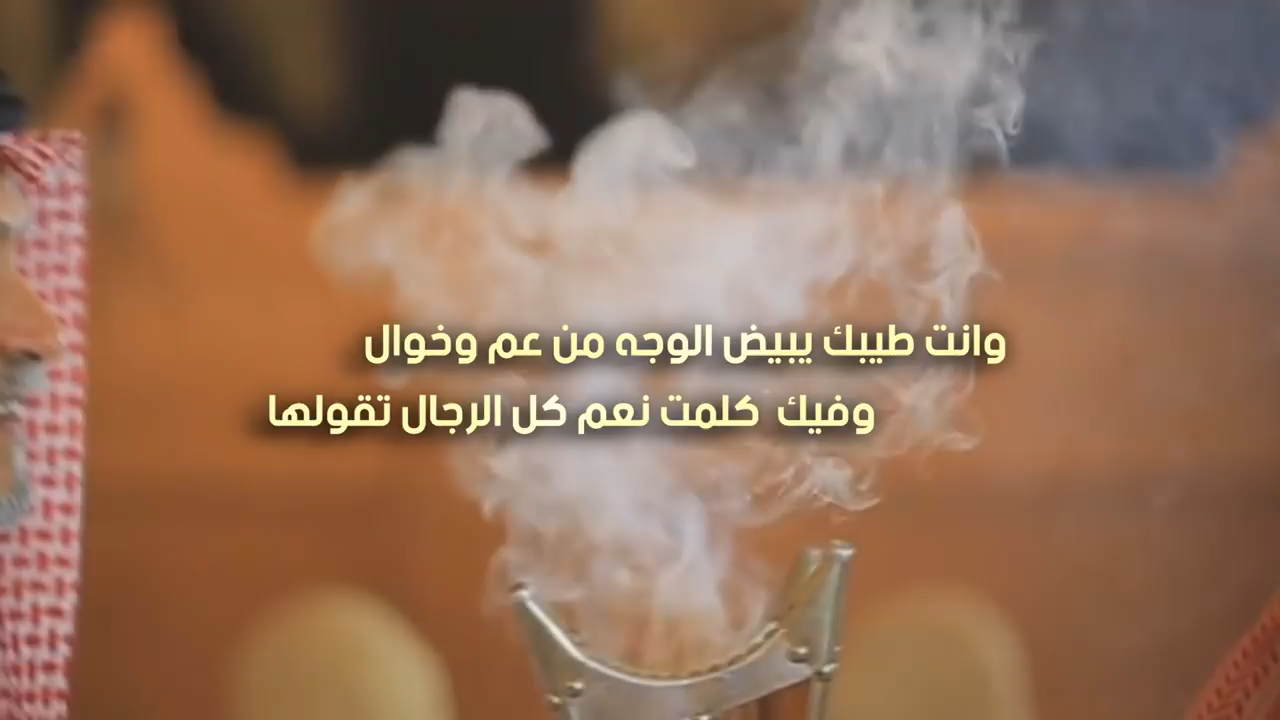 وانت طيبك يبيض الوجه من عم وخوال
وفيك كلمت نعم كل الرجال تقولها